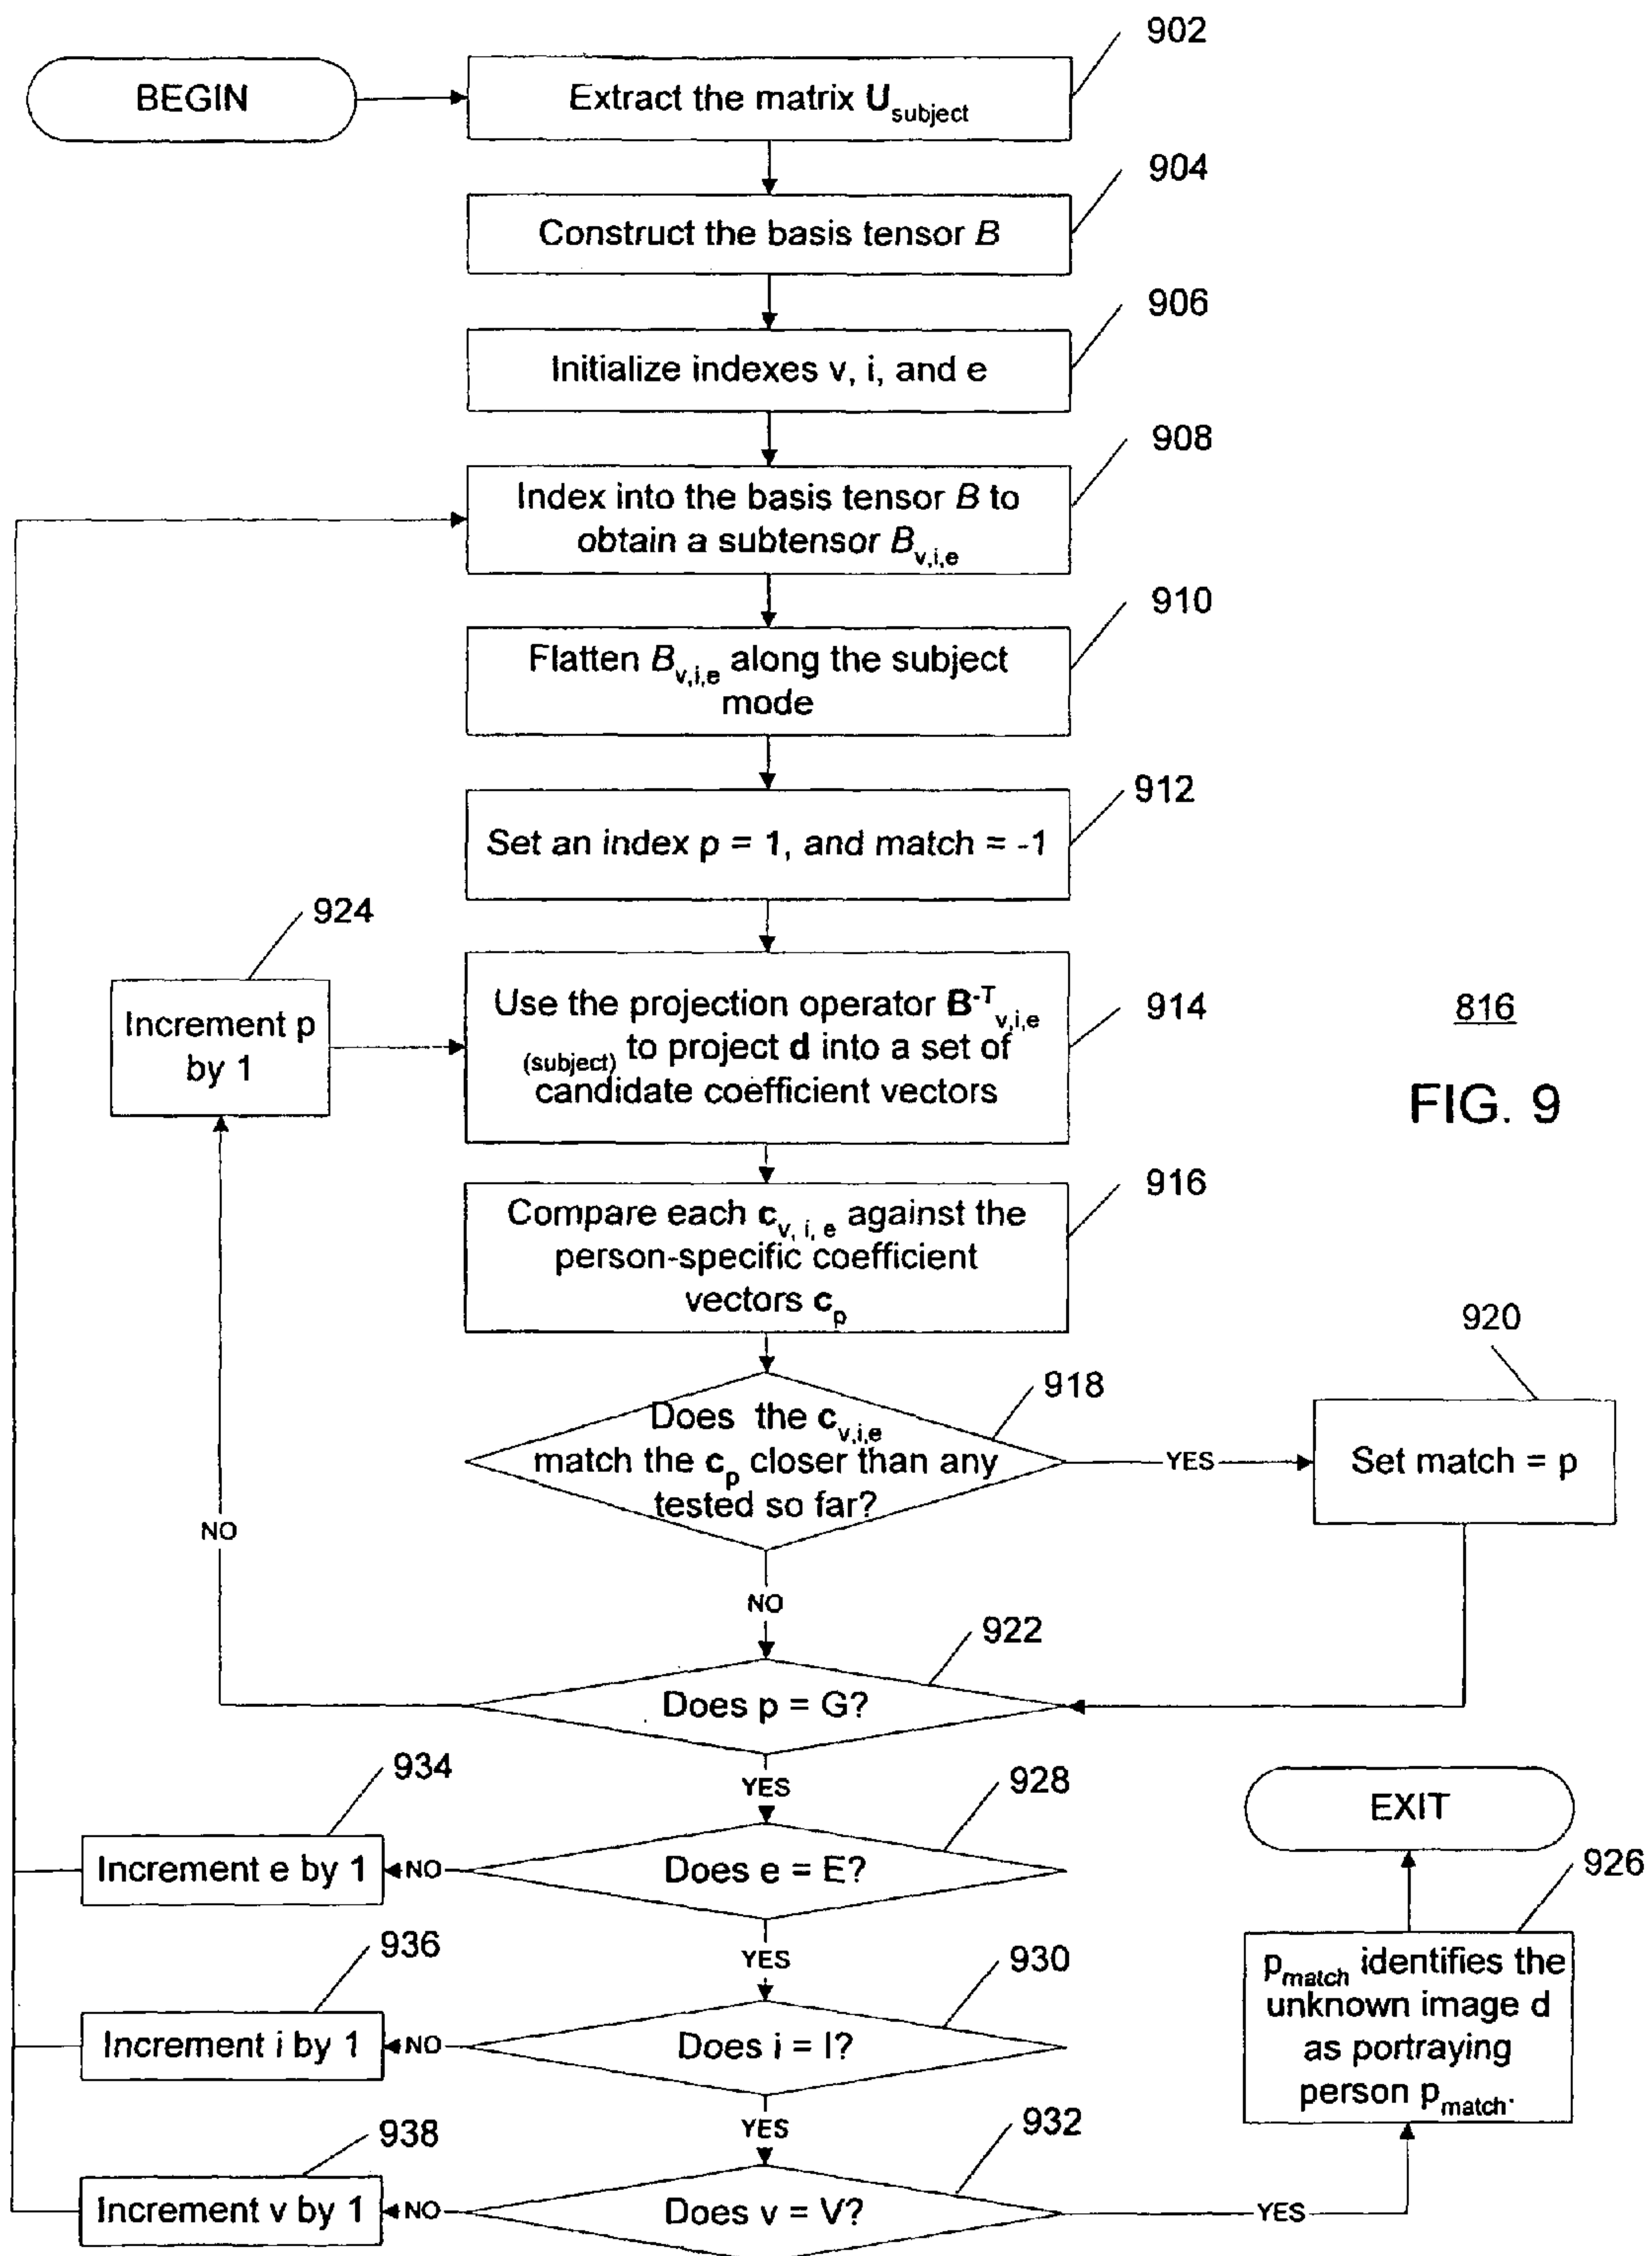 902
BEGIN
Extract the matrix U_subject
904
Construct the basis tensor B
906
Initialize indexes v, i, and e
908
Index into the basis tensor B to
obtain a subtensor B_v,i,e
910
Flatten B_v,i,e along the subject
mode
912
Set an index p = 1, and match = -1
924
Increment p
by 1
Use the projection operator B^-T_v,i,e
(subject) to project d into a set of
candidate coefficient vectors
914
816
FIG. 9
916
Compare each c_v, i, e against the
person-specific coefficient
vectors c_p
918
Does the c_v,i,e
match the c_p closer than any
tested so far?
YES
920
Set match = p
NO
NO
922
Does p = G?
YES
934
Increment e by 1
NO
928
Does e = E?
EXIT
926
YES
936
Increment i by 1
NO
930
Does i = I?
p_match identifies the
unknown image d
as portraying
person p_match.
YES
938
Increment v by 1
NO
932
Does v = V?
YES